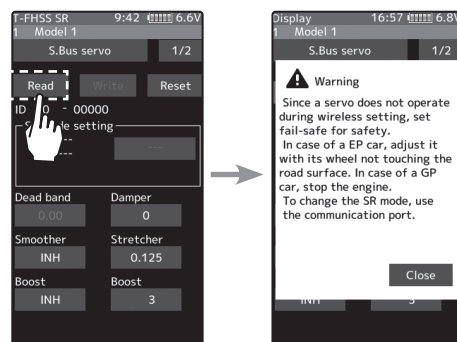 T-FHSS SR 9:42 6.6V
1 Model 1
S.Bus servo 1/2
Read Write Reset
ID 0 - 00000
de setting
--
-- ---
Dead band Damper
0.00 0
Smoother Stretcher
INH 0.125
Boost Boost
INH 3
Display 16:57 6.8V
1 Model 1
S.Bus servo 1/2
Warning
Since a servo does not operate
during wireless setting, set
fail-safe for safety.
In case of a EP car, adjust it
with its wheel not touching the
road surface. In case of a GP
car, stop the engine.
To change the SR mode, use
the communication port.
Close
INH 3